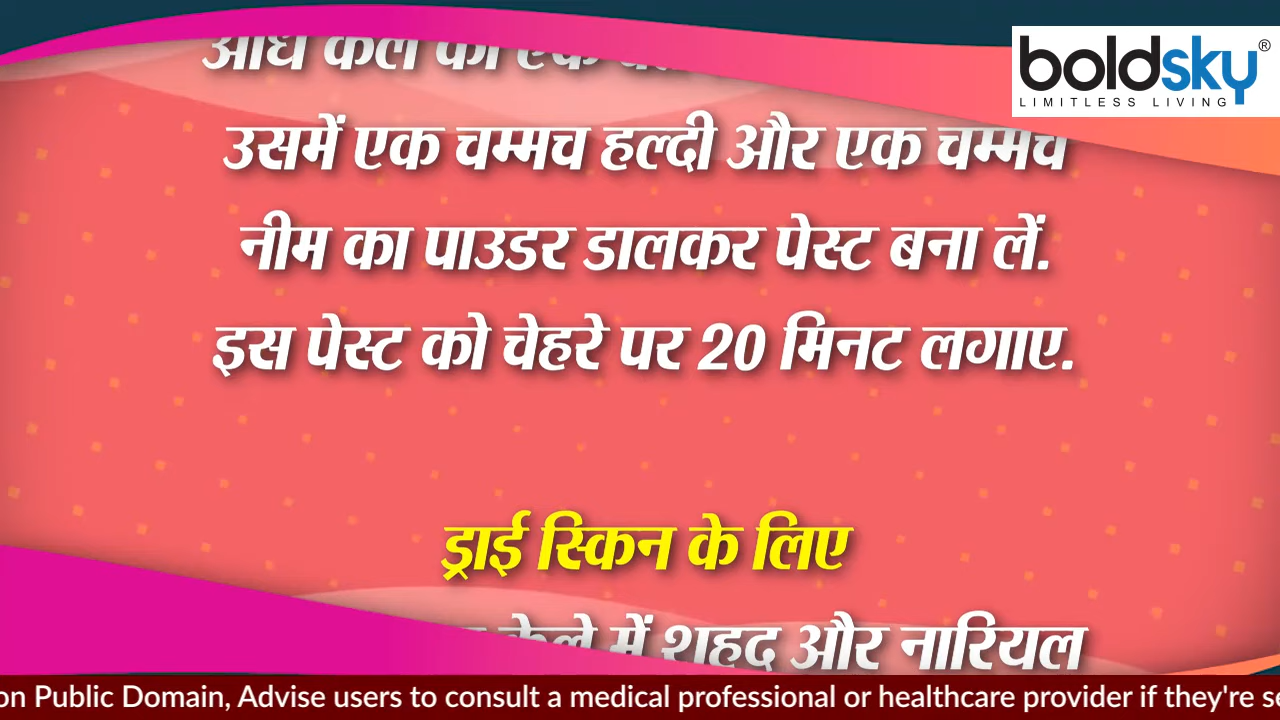 boldsky®
LIMITLESS LIVING
आधे केले को एक
उसमें एक चम्मच हल्दी और एक चम्मच
नीम का पाउडर डालकर पेस्ट बना लें.
इस पेस्ट को चेहरे पर 20 मिनट लगाए.
ड्राई स्किन के लिए
केले में शहद और नारियल
on Public Domain, Advise users to consult a medical professional or healthcare provider if they're